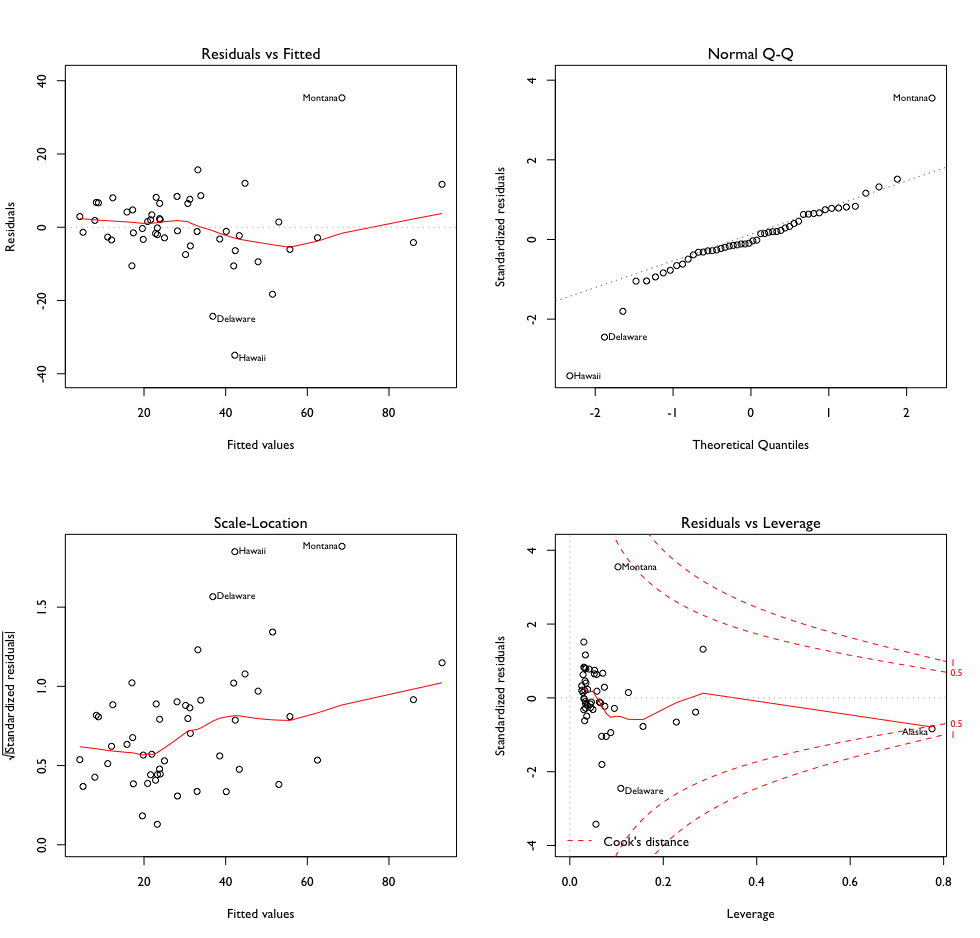 Residuals vs Fitted
40
20
0
-20
-40
Residuals
Montana
Delaware
Hawaii
20 40 60 80
Fitted values
Normal Q-Q
4
2
0
-2
Standardized residuals
Montana
Delaware
Hawaii
-2 -1 0 1 2
Theoretical Quantiles
Scale-Location
1.5
1.0
0.5
0.0
√|Standardized residuals|
Hawaii
Montana
Delaware
20 40 60 80
Fitted values
Residuals vs Leverage
4
2
0
-2
-4
Standardized residuals
Montana
1
0.5
0.5
Alaska
1
Delaware
Cook's distance
0.0 0.2 0.4 0.6 0.8
Leverage